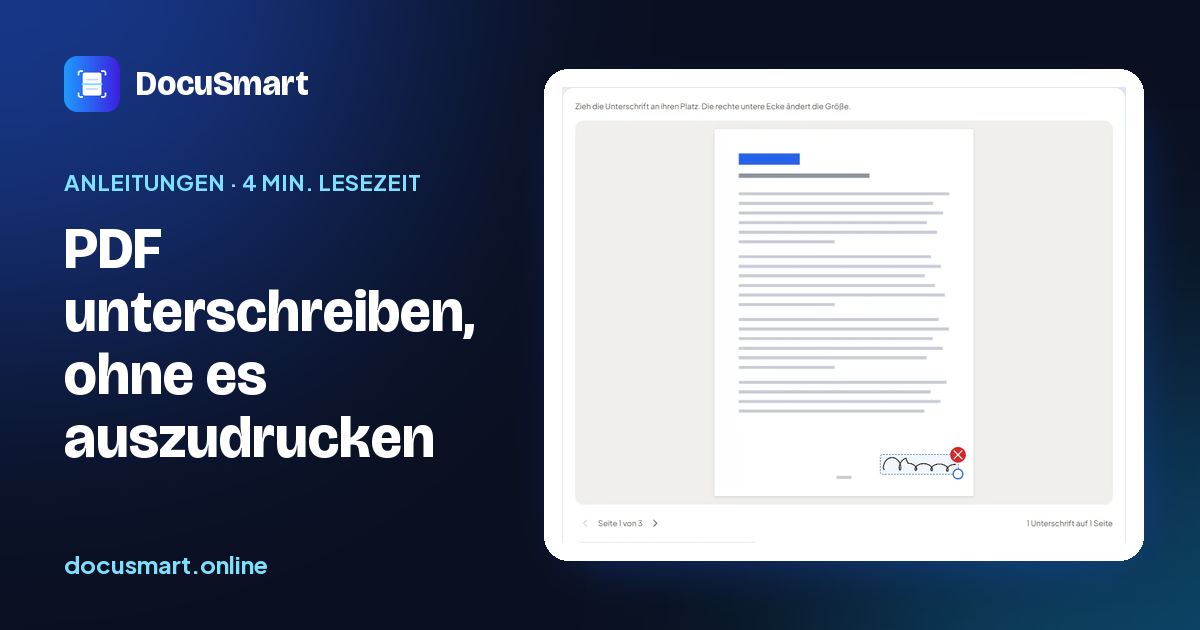 DocuSmart
ANLEITUNGEN · 4 MIN. LESEZEIT
PDF
unterschreiben,
ohne es
auszudrucken
docusmart.online
Zieh die Unterschrift an ihren Platz. Die rechte untere Ecke ändert die Größe.
Seite 1 von 3
1 Unterschrift auf 1 Seite